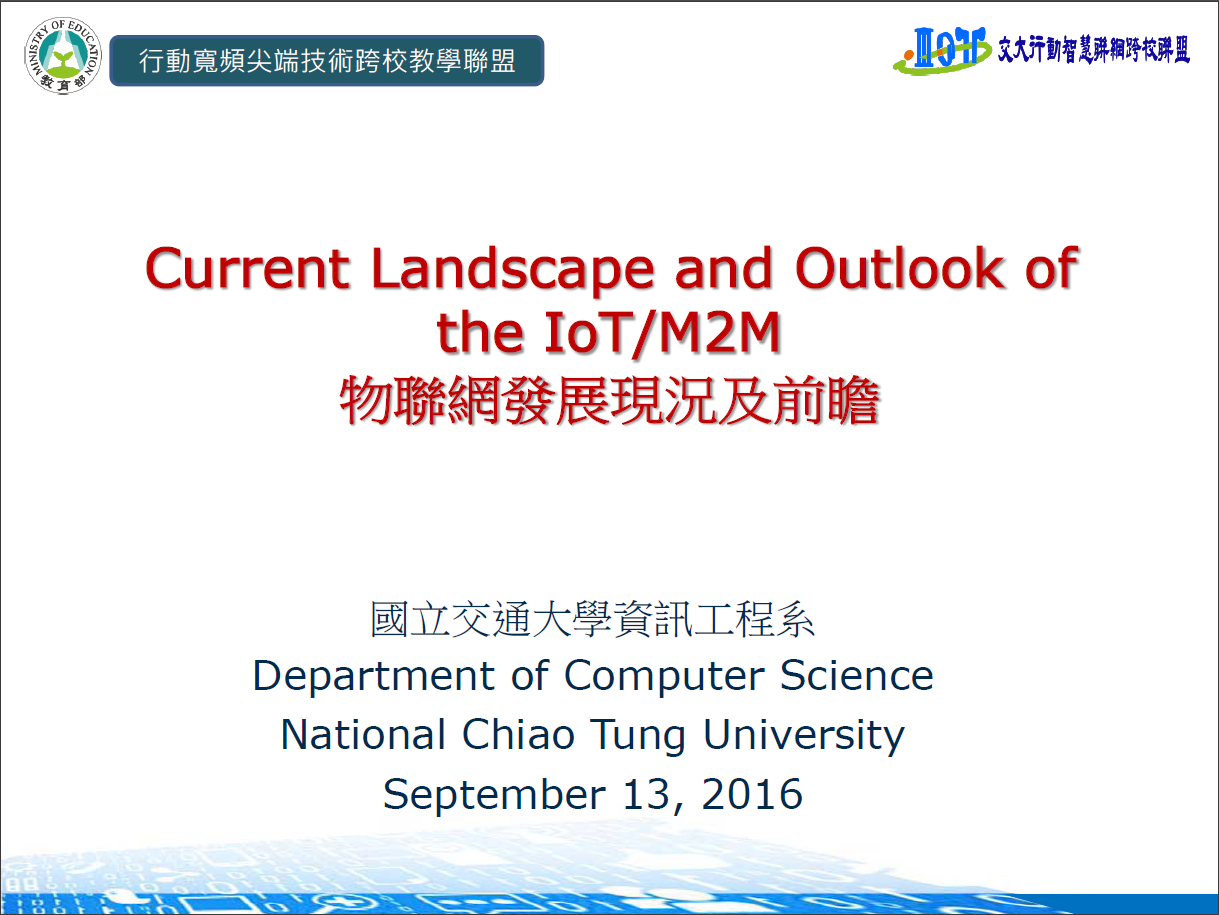 MINISTRY OF EDUCATION
教育部
行動寬頻尖端技術跨校教學聯盟
IIOT 交大行動智慧聯網跨校聯盟
Current Landscape and Outlook of
the IoT/M2M
物聯網發展現況及前瞻
國立交通大學資訊工程系
Department of Computer Science
National Chiao Tung University
September 13, 2016